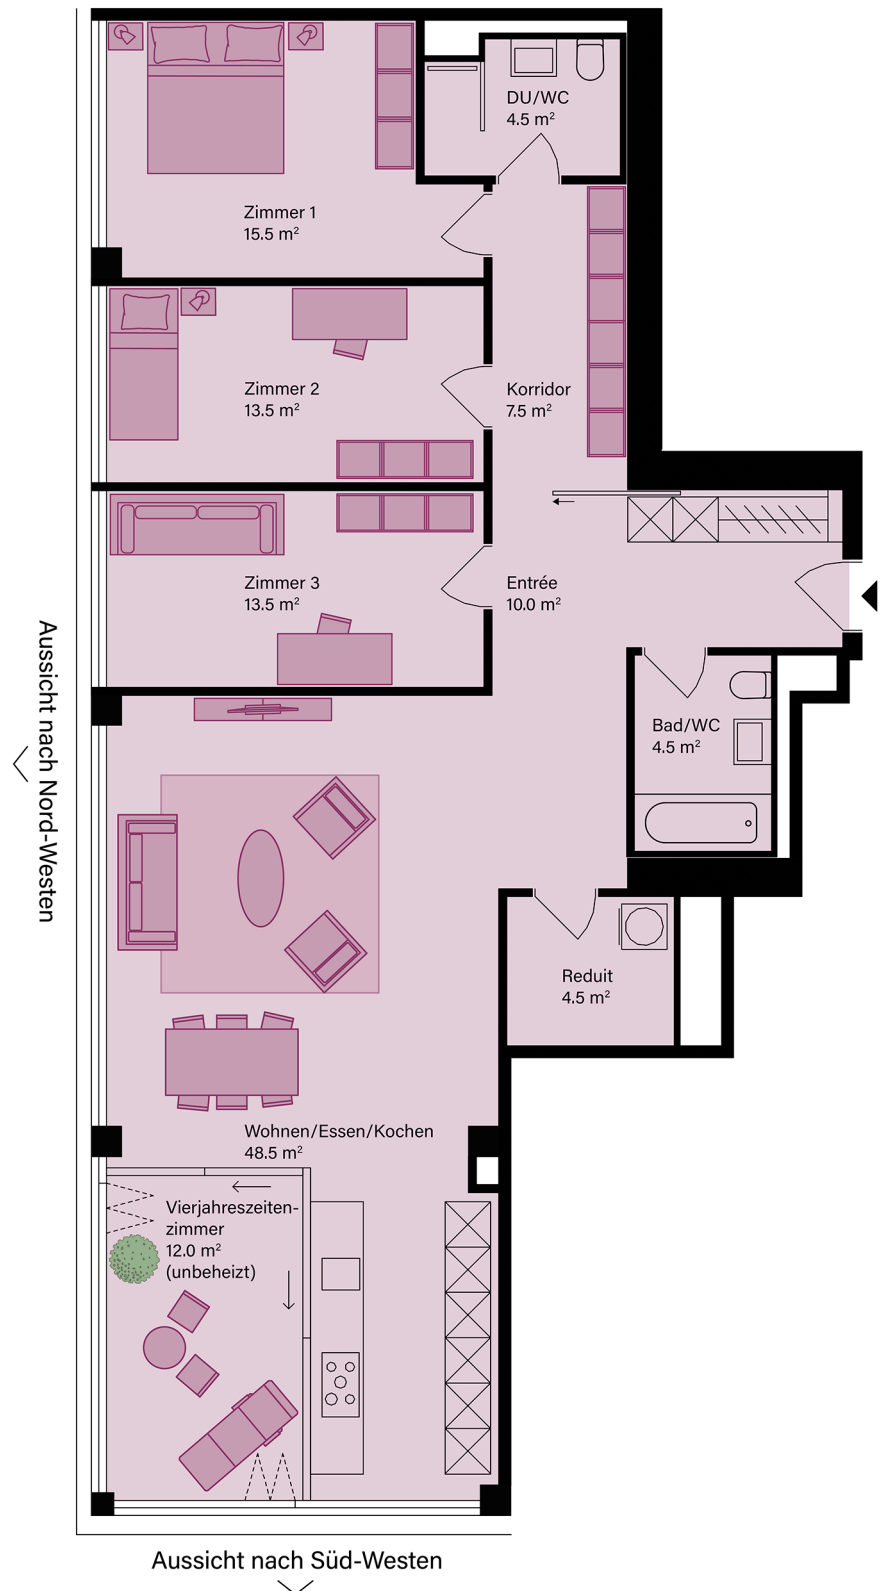 DU/WC
4.5 m²
Zimmer 1
15.5 m²
Zimmer 2
13.5 m²
Korridor
7.5 m²
Zimmer 3
13.5 m²
Entrée
10.0 m²
Aussicht nach Nord-Westen
Bad/WC
4.5 m²
Reduit
4.5 m²
Wohnen/Essen/Kochen
48.5 m²
Vierjahreszeiten-
zimmer
12.0 m²
(unbeheizt)
Aussicht nach Süd-Westen